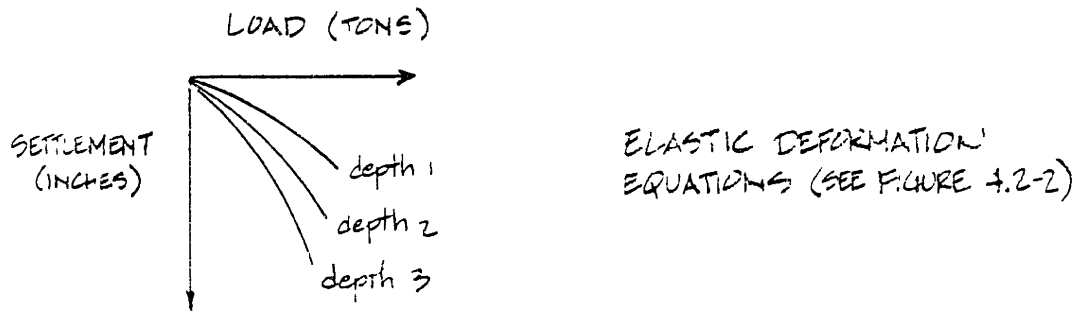 LOAD (TONS)
SETTLEMENT
(INCHES)
depth 1
depth 2
depth 3
ELASTIC DEFORMATION
EQUATIONS (SEE FIGURE 4.2-2)